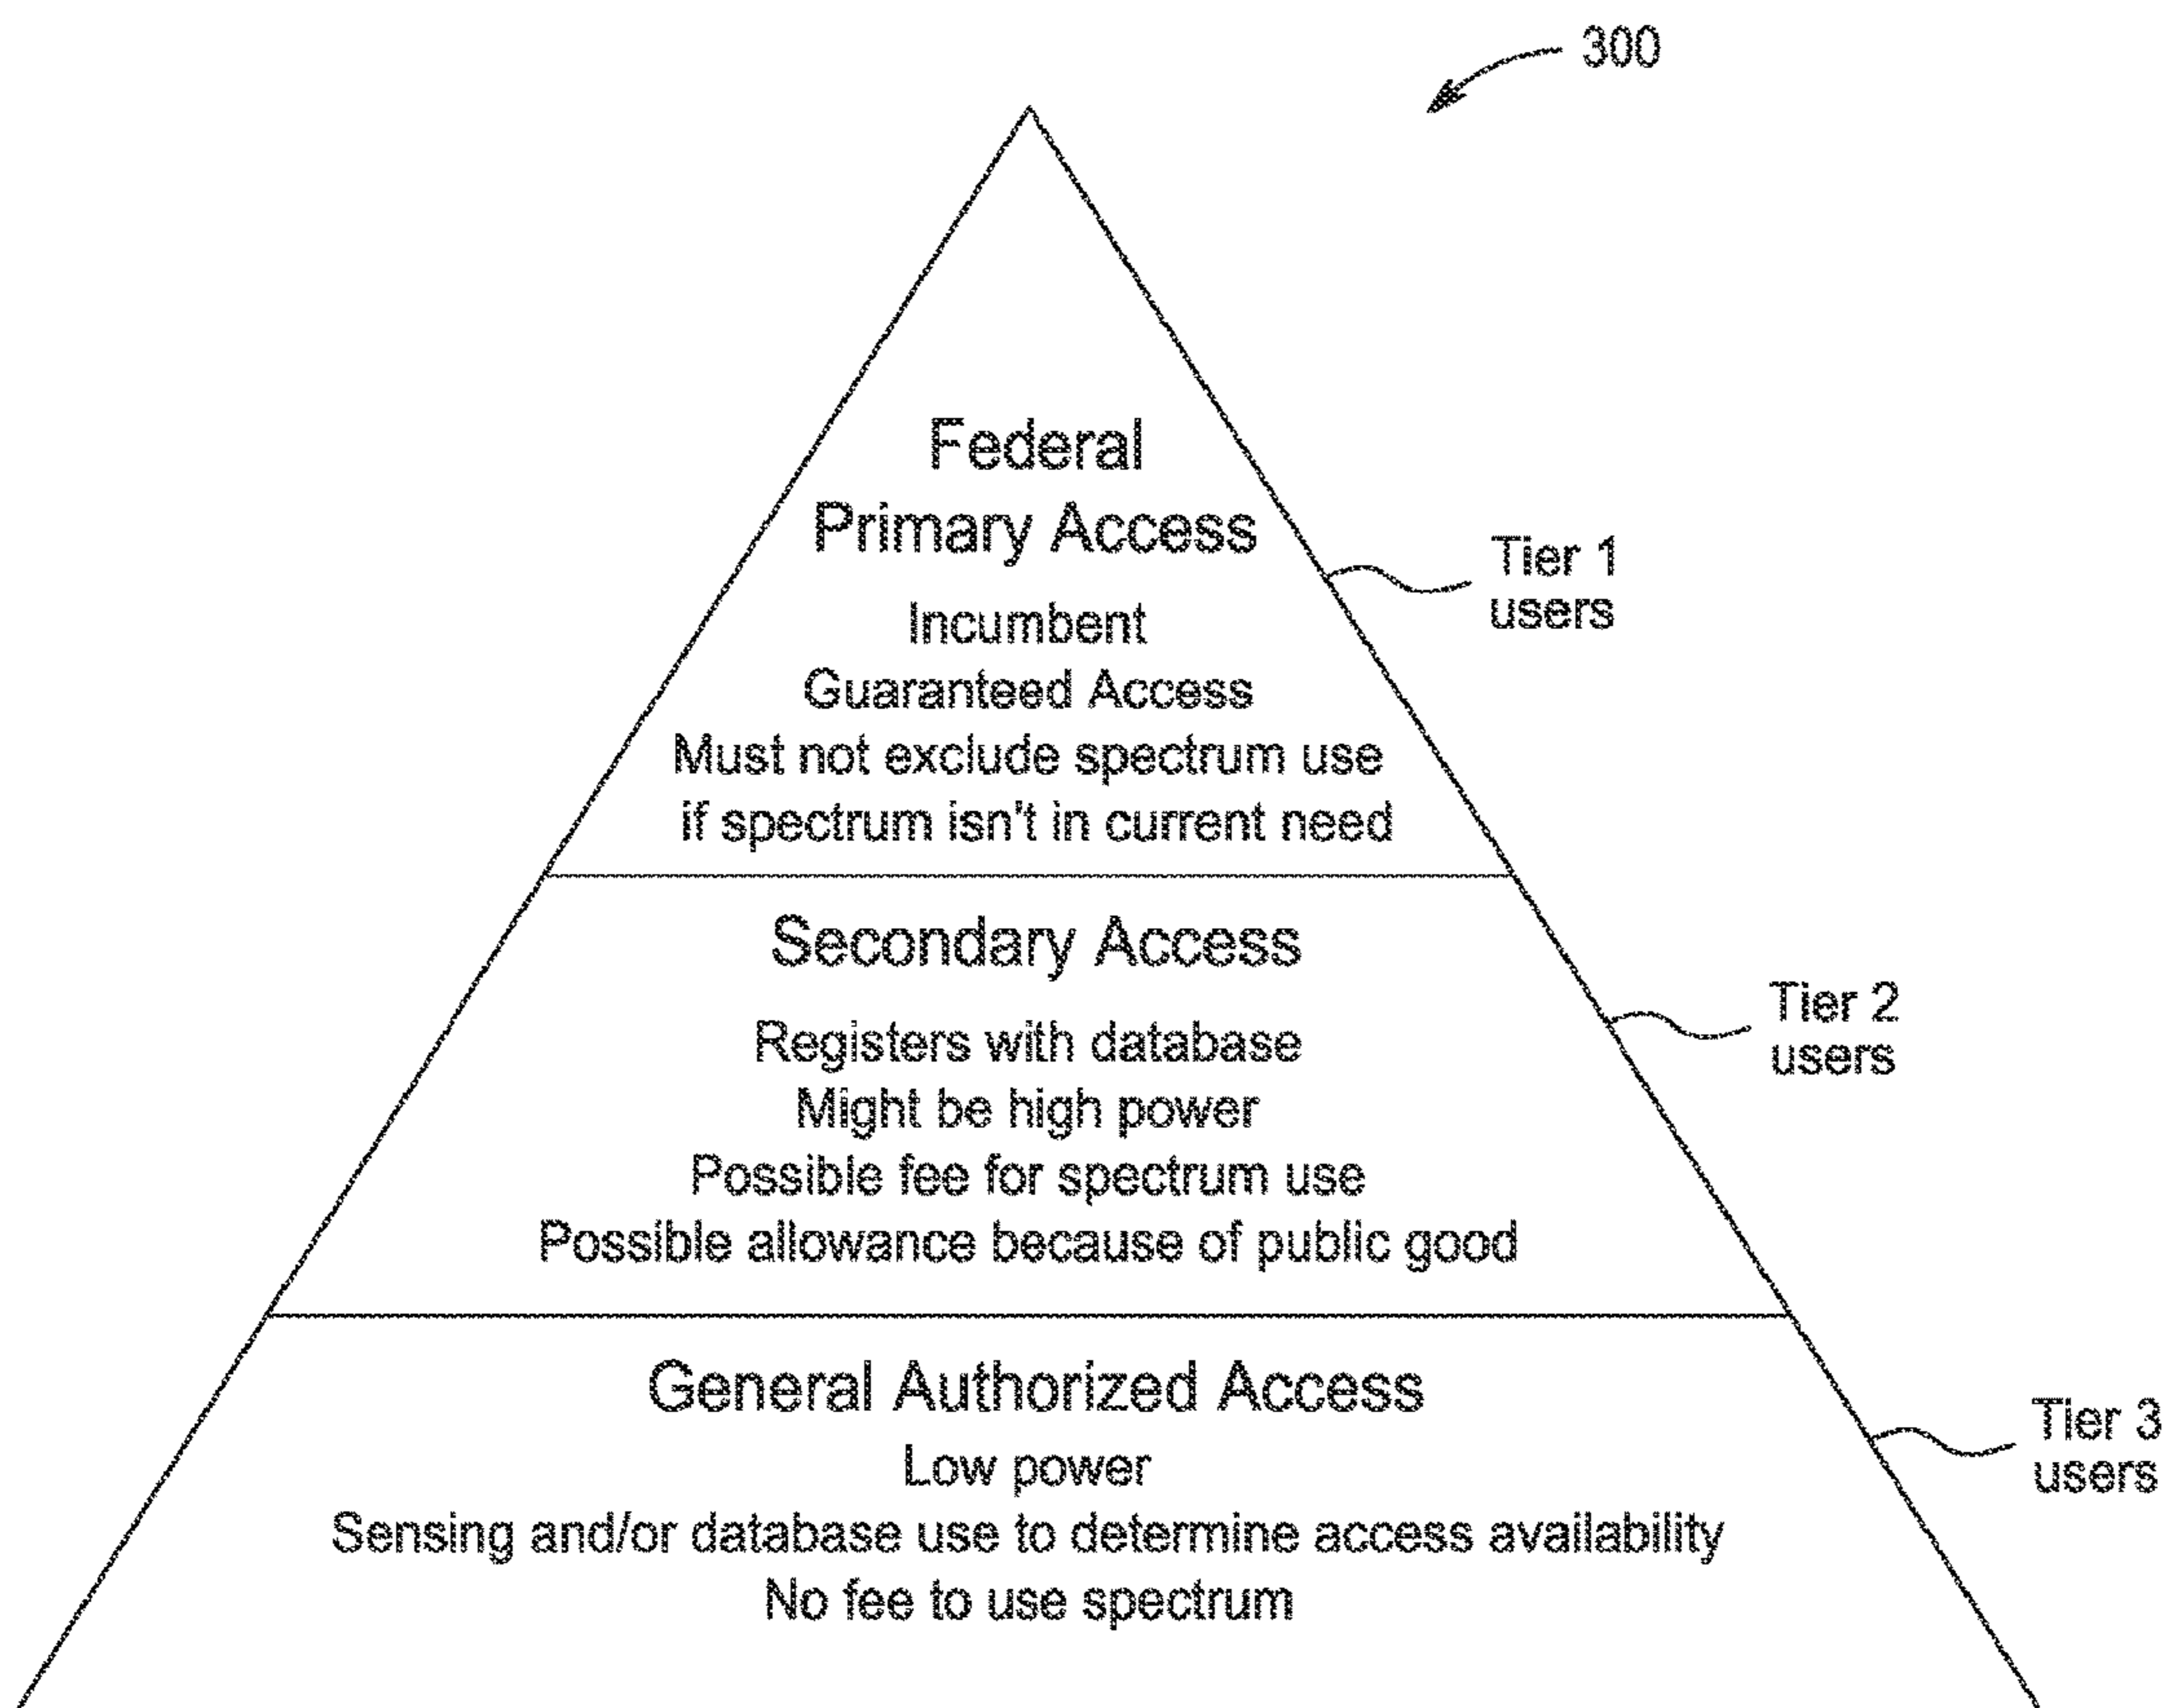 300
Federal
Primary Access
Incumbent
Guaranteed Access
Must not exclude spectrum use
if spectrum isn't in current need
Tier 1
users
Secondary Access
Registers with database
Might be high power
Possible fee for spectrum use
Possible allowance because of public good
Tier 2
users
General Authorized Access
Low power
Sensing and/or database use to determine access availability
No fee to use spectrum
Tier 3
users